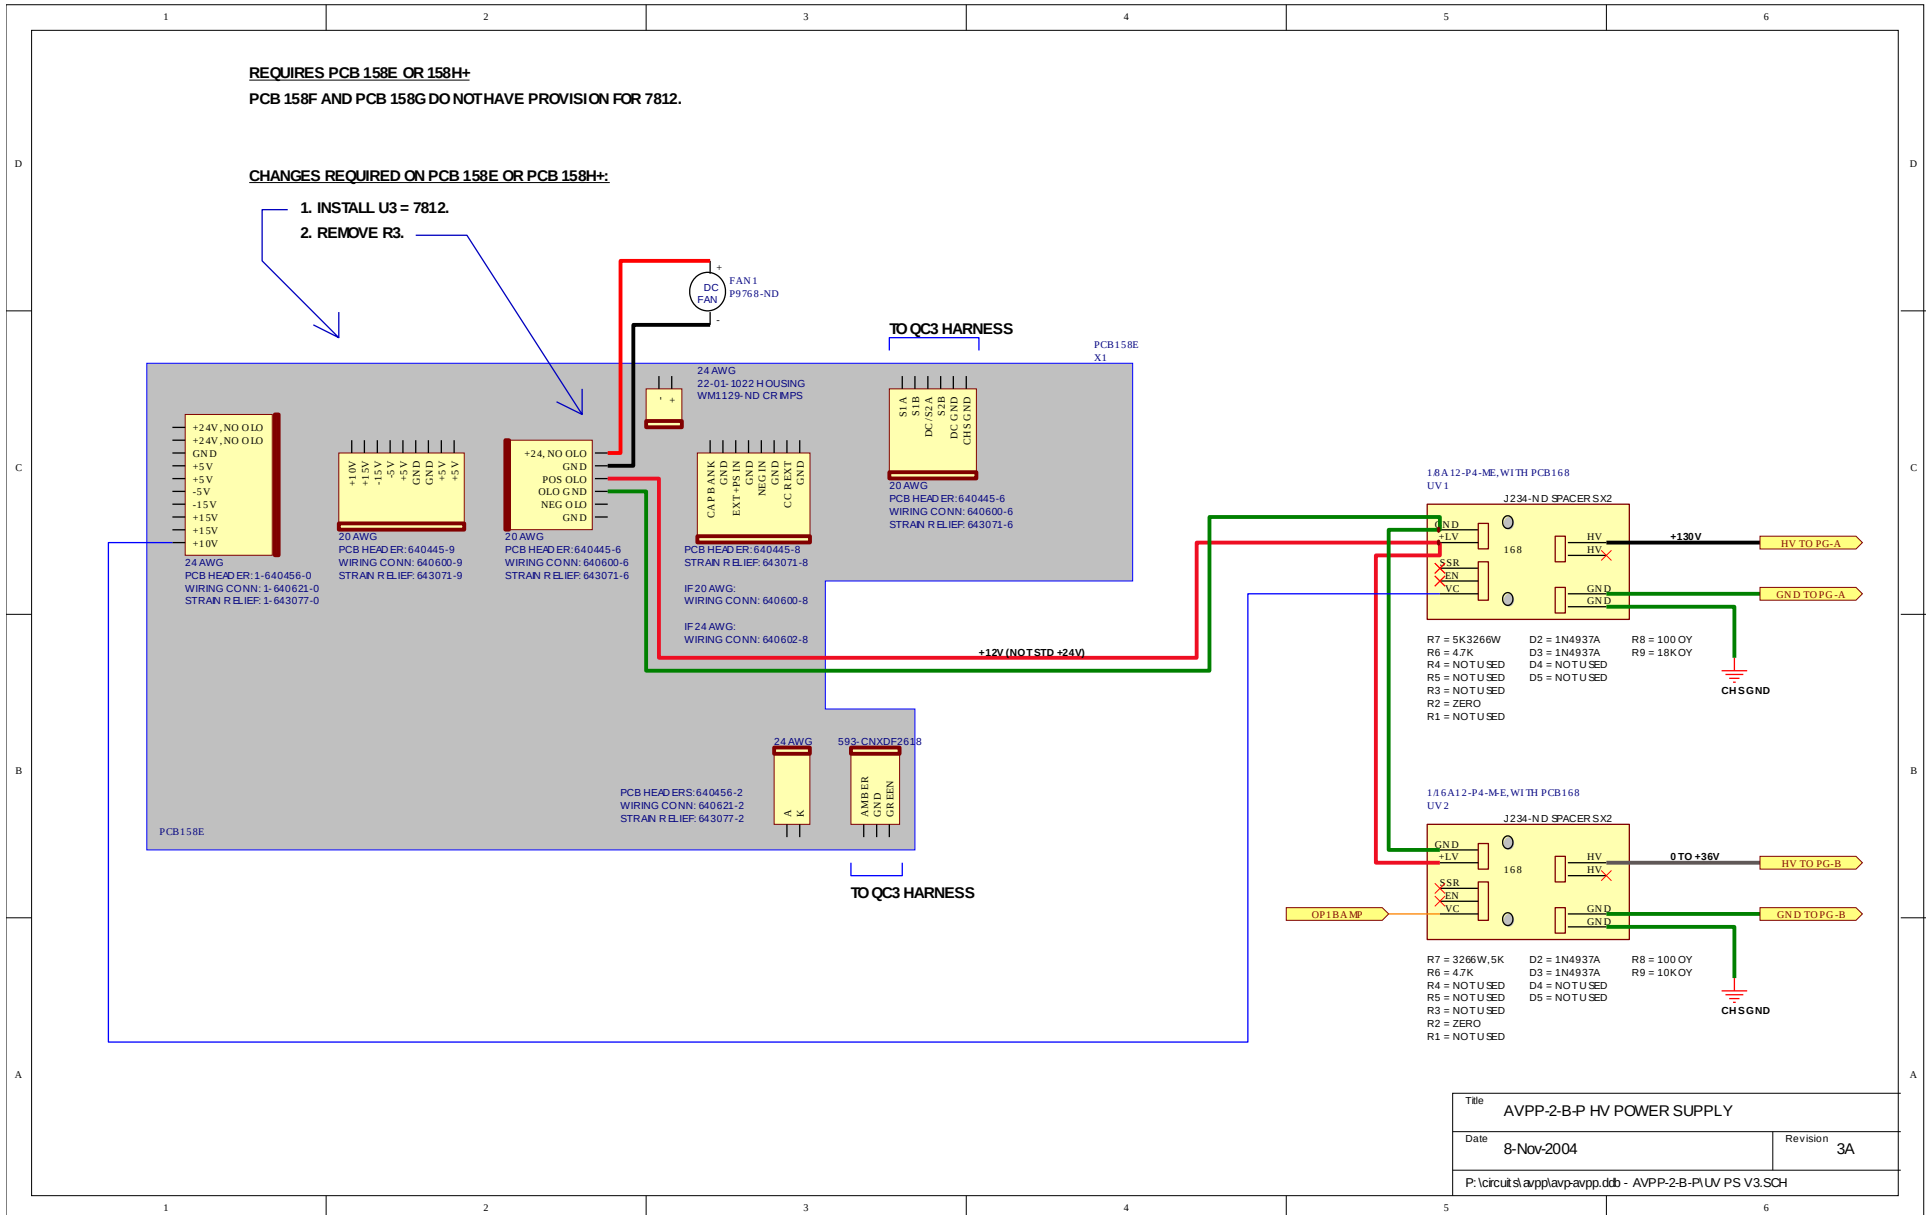 1 2 3 4 5 6
REQUIRES PCB 158E OR 158H+
PCB 158F AND PCB 158G DO NOT HAVE PROVISION FOR 7812.
D D
CHANGES REQUIRED ON PCB 158E OR PCB 158H+:
1. INSTALL U3 = 7812.
2. REMOVE R3.
+
DC
FAN
-
FAN1
P9768-ND
TO QC3 HARNESS
PCB158E
X1
24 AWG
22-01-1022 HOUSING
WM1129-ND CRIMPS
-
+
S1A
S1B
DC/S2A
S2B
DC GND
CHS GND
20 AWG
PCB HEADER: 640445-6
WIRING CONN: 640600-6
STRAIN RELIEF: 643071-6
C C
+24V, NO OLO
+24V, NO OLO
GND
+5V
+5V
-5V
-15V
+15V
+15V
+10V
24 AWG
PCB HEADER: 1-640456-0
WIRING CONN: 1-640621-0
STRAIN RELIEF: 1-643077-0
+10V
+15V
-15V
-5V
+5V
GND
GND
+5V
+5V
20 AWG
PCB HEADER: 640445-9
WIRING CONN: 640600-9
STRAIN RELIEF: 643071-9
+24, NO OLO
GND
POS OLO
OLO GND
NEG OLO
GND
20 AWG
PCB HEADER: 640445-6
WIRING CONN: 640600-6
STRAIN RELIEF: 643071-6
CAP BANK
GND
EXT +PS IN
GND
NEG IN
GND
CC R EXT
GND
PCB HEADER: 640445-8
STRAIN RELIEF: 643071-8
IF 20 AWG:
WIRING CONN: 640600-8
IF 24 AWG:
WIRING CONN: 640602-8
+12V (NOT STD +24V)
1/8A12-P4-ME, WITH PCB168
UV1
J234-ND SPACERS X2
GND
+LV
SSR
EN
VC
168
HV
HV
GND
GND
+130V
HV TO PG-A
GND TO PG-A
CHS GND
R7 = 5K 3266W
R6 = 4.7K
R4 = NOT USED
R5 = NOT USED
R3 = NOT USED
R2 = ZERO
R1 = NOT USED
D2 = 1N4937A
D3 = 1N4937A
D4 = NOT USED
D5 = NOT USED
R8 = 100 OY
R9 = 18K OY
B B
24 AWG
593-CNXDF2618
PCB HEADERS: 640456-2
WIRING CONN: 640621-2
STRAIN RELIEF: 643077-2
A
K
AMBER
GND
GREEN
PCB158E
TO QC3 HARNESS
1/16A12-P4-M-E, WITH PCB168
UV2
J234-ND SPACERS X2
GND
+LV
SSR
EN
VC
168
HV
HV
GND
GND
0 TO +36V
HV TO PG-B
GND TO PG-B
OP1B AMP
CHS GND
R7 = 3266W, 5K
R6 = 4.7K
R4 = NOT USED
R5 = NOT USED
R3 = NOT USED
R2 = ZERO
R1 = NOT USED
D2 = 1N4937A
D3 = 1N4937A
D4 = NOT USED
D5 = NOT USED
R8 = 100 OY
R9 = 10K OY
A A
Title
AVPP-2-B-P HV POWER SUPPLY
Date
8-Nov-2004
Revision
3A
P:\circuits\avpp\avp-avpp.ddb - AVPP-2-B-P\UV PS V3.SCH
1 2 3 4 5 6